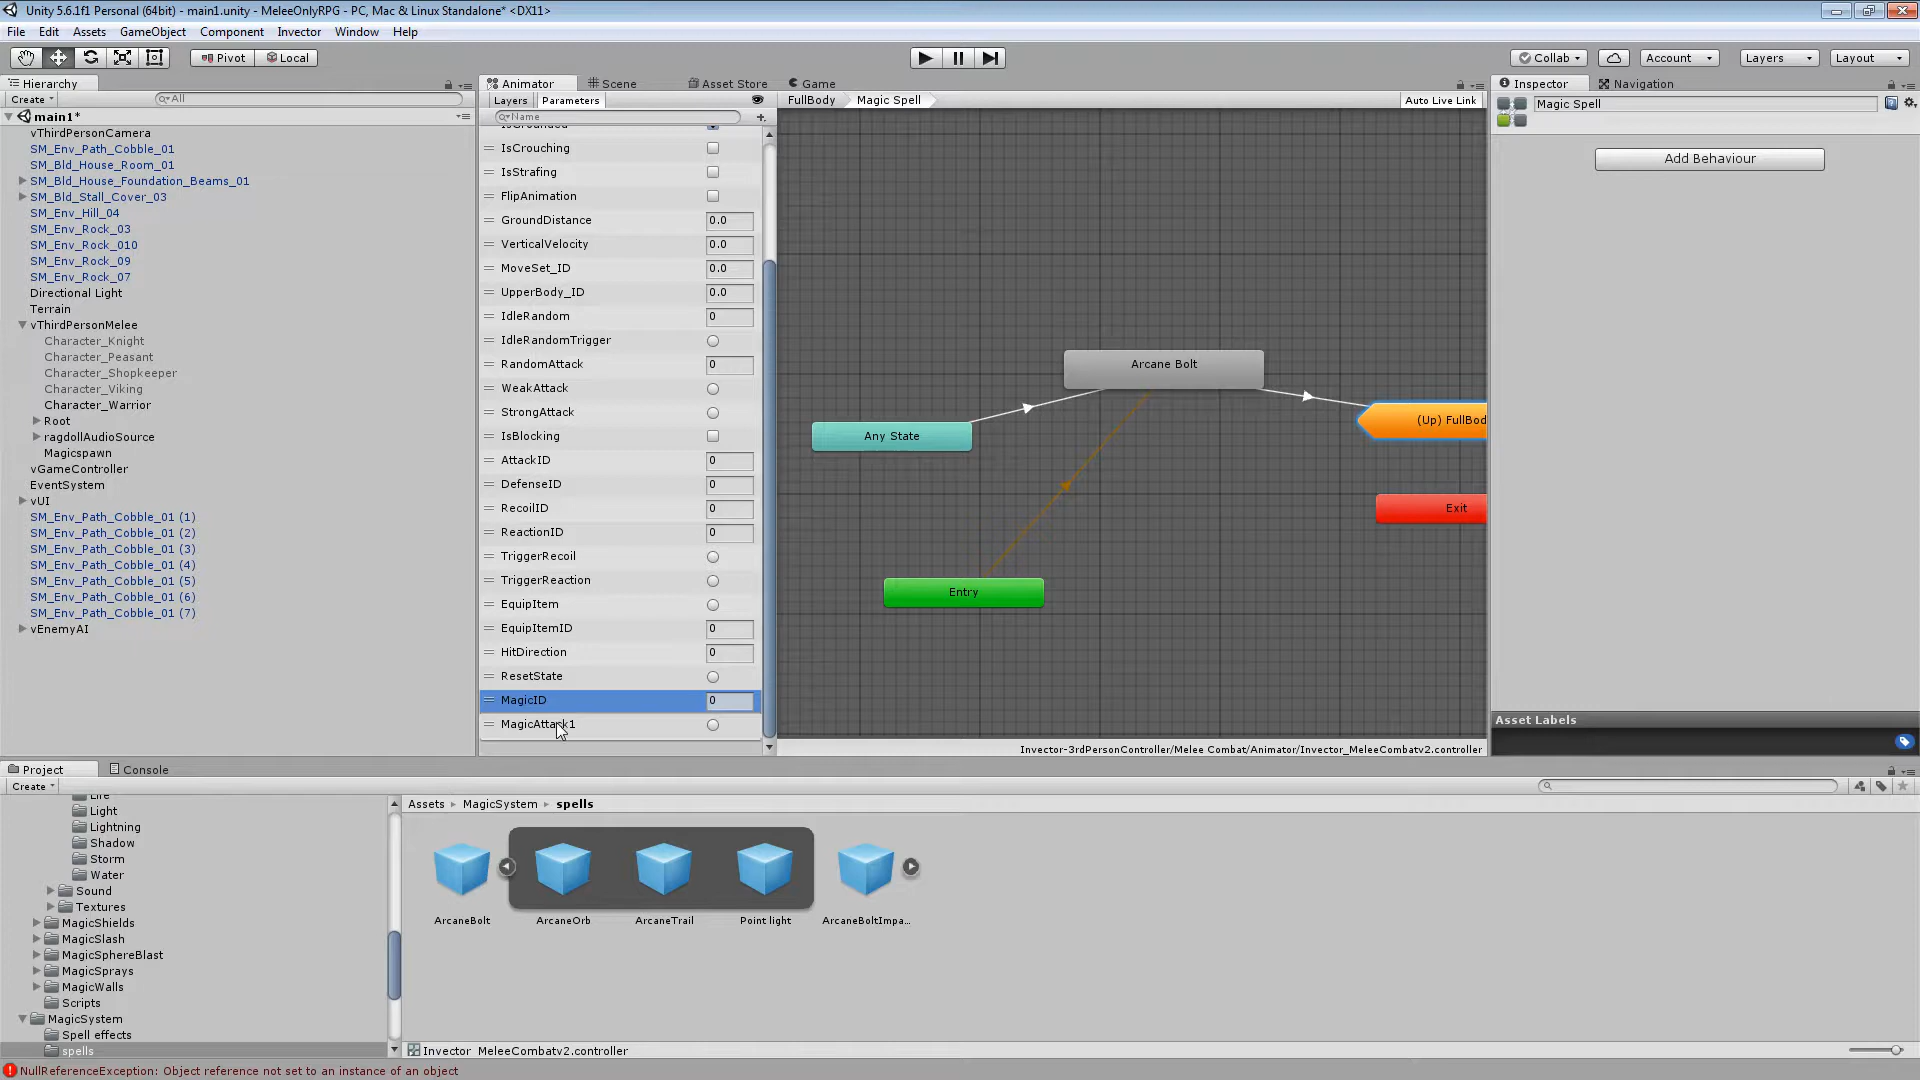 Unity 5.6.1f1 Personal (64bit) - main1.unity - MeleeOnlyRPG - PC, Mac & Linux Standalone* <DX11>
File Edit Assets GameObject Component Invector Window Help
Pivot Local Collab Account Layers Layout
Hierarchy Animator Scene Asset Store Game Inspector Navigation
Create All Layers Parameters FullBody Magic Spell Auto Live Link Magic Spell
main1*
Name
vThirdPersonCamera
SM_Env_Path_Cobble_01
SM_Bld_House_Room_01
SM_Bld_House_Foundation_Beams_01
SM_Bld_Stall_Cover_03
SM_Env_Hill_04
SM_Env_Rock_03
SM_Env_Rock_010
SM_Env_Rock_09
SM_Env_Rock_07
Directional Light
Terrain
vThirdPersonMelee
Character_Knight
Character_Peasant
Character_Shopkeeper
Character_Viking
Character_Warrior
Root
ragdollAudioSource
Magicspawn
vGameController
EventSystem
vUI
SM_Env_Path_Cobble_01 (1)
SM_Env_Path_Cobble_01 (2)
SM_Env_Path_Cobble_01 (3)
SM_Env_Path_Cobble_01 (4)
SM_Env_Path_Cobble_01 (5)
SM_Env_Path_Cobble_01 (6)
SM_Env_Path_Cobble_01 (7)
vEnemyAI
IsGrounded
IsCrouching
IsStrafing
FlipAnimation
GroundDistance 0.0
VerticalVelocity 0.0
MoveSet_ID 0.0
UpperBody_ID 0.0
IdleRandom 0
IdleRandomTrigger
RandomAttack 0
WeakAttack
StrongAttack
IsBlocking
AttackID 0
DefenseID 0
RecoilID 0
ReactionID 0
TriggerRecoil
TriggerReaction
EquipItem
EquipItemID 0
HitDirection 0
ResetState
MagicID 0
MagicAttack1
Arcane Bolt
Any State
(Up) FullBod
Exit
Entry
Invector-3rdPersonController/Melee Combat/Animator/Invector_MeleeCombatv2.controller
Add Behaviour
Asset Labels
Project Console
Create
Life
Light
Lightning
Shadow
Storm
Water
Sound
Textures
MagicShields
MagicSlash
MagicSphereBlast
MagicSprays
MagicWalls
Scripts
MagicSystem
Spell effects
spells
Assets MagicSystem spells
ArcaneBolt ArcaneOrb ArcaneTrail Point light ArcaneBoltImpa...
Invector_MeleeCombatv2.controller
NullReferenceException: Object reference not set to an instance of an object